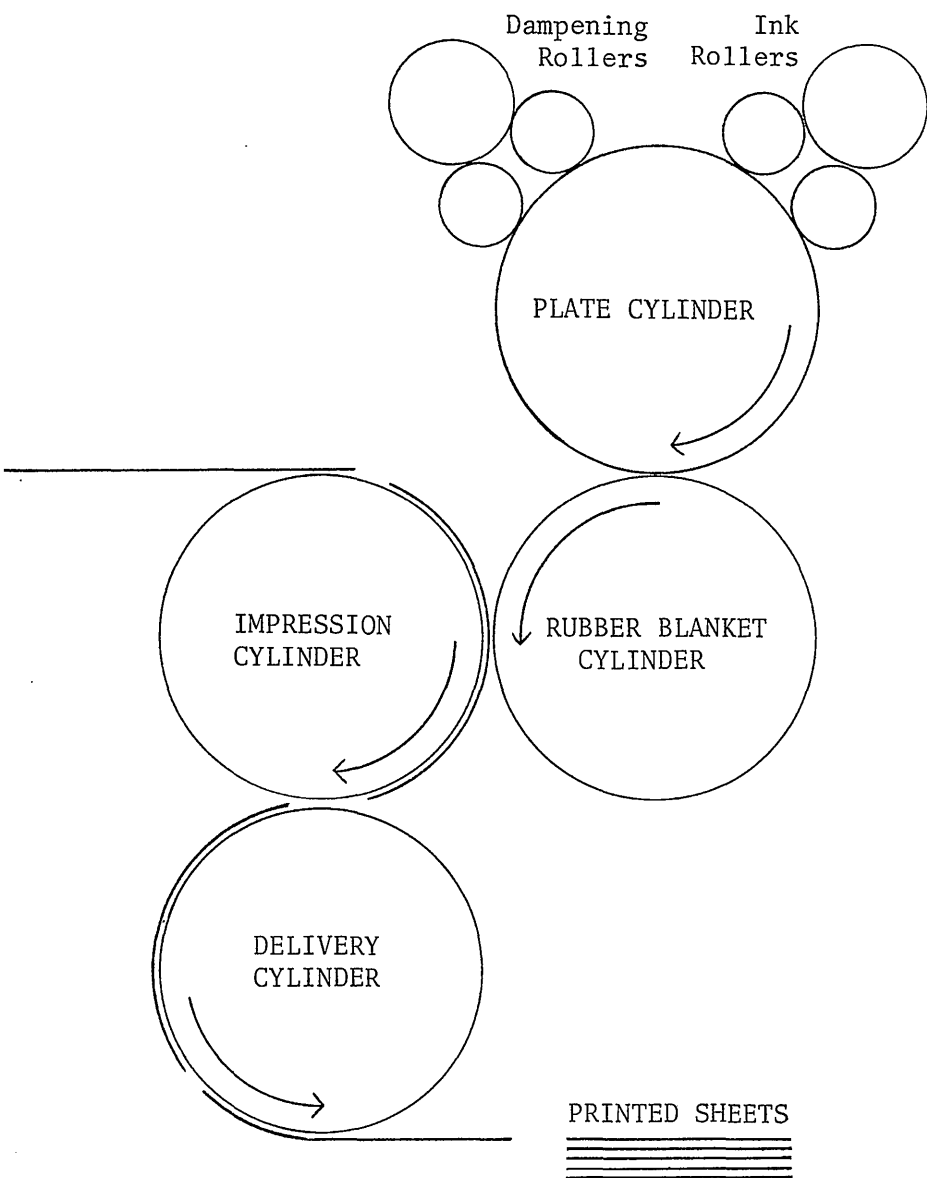 Dampening
Rollers
Ink
Rollers
PLATE CYLINDER
IMPRESSION
CYLINDER
RUBBER BLANKET
CYLINDER
DELIVERY
CYLINDER
PRINTED SHEETS